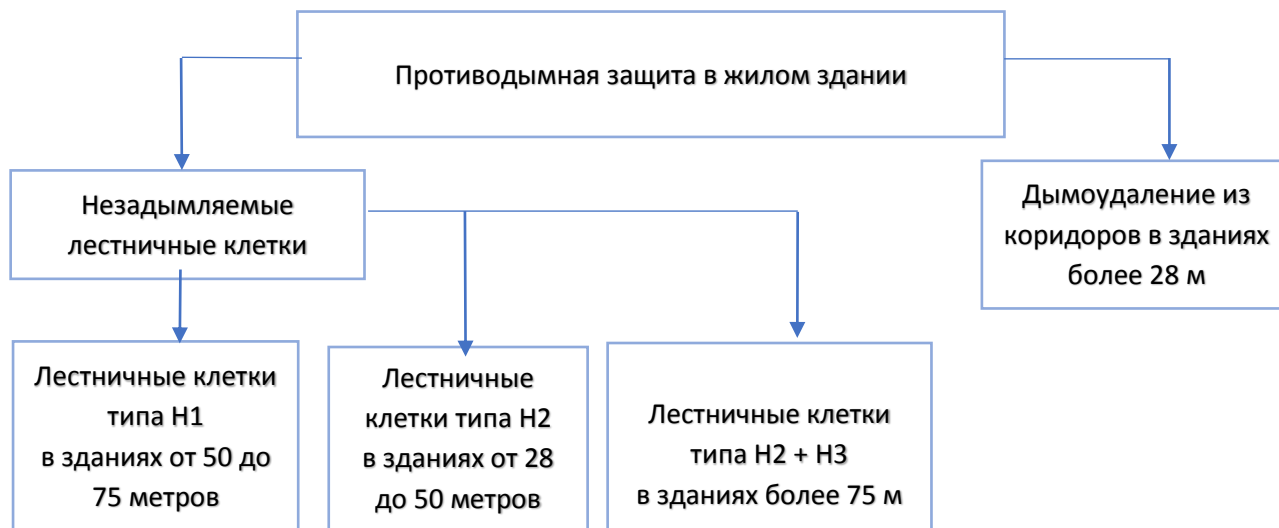 Противодымная защита в жилом здании
Незадымляемые
лестничные клетки
Дымоудаление из
коридоров в зданиях
более 28 м
Лестничные клетки
типа Н1
в зданиях от 50 до
75 метров
Лестничные
клетки типа Н2
в зданиях от 28
до 50 метров
Лестничные клетки
типа Н2 + Н3
в зданиях более 75 м